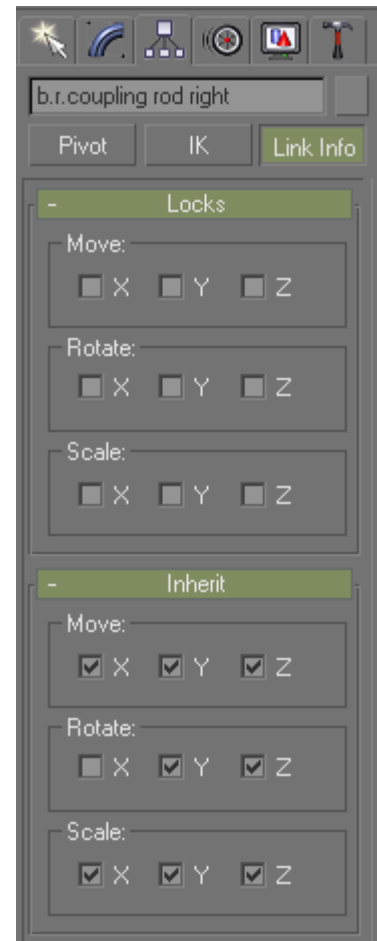 b.r.coupling rod right
Pivot IK Link Info
- Locks
Move:
X Y Z
Rotate:
X Y Z
Scale:
X Y Z
- Inherit
Move:
X Y Z
Rotate:
X Y Z
Scale:
X Y Z